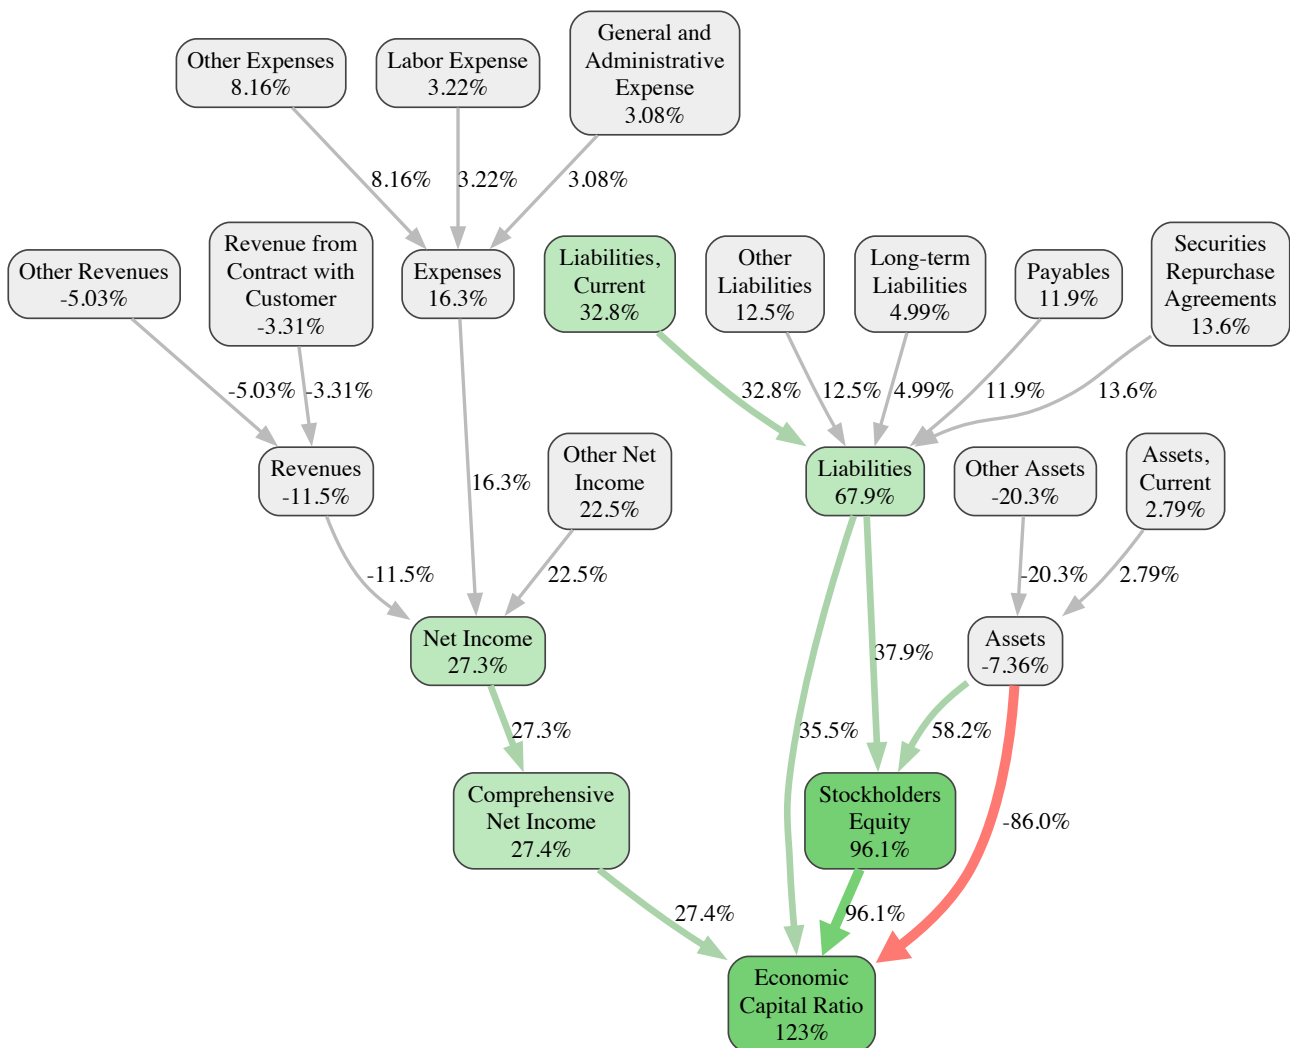 Other Expenses
8.16%
Labor Expense
3.22%
General and
Administrative
Expense
3.08%
8.16%
3.22%
3.08%
Other Revenues
-5.03%
Revenue from
Contract with
Customer
-3.31%
Expenses
16.3%
Liabilities,
Current
32.8%
Other
Liabilities
12.5%
Long-term
Liabilities
4.99%
Payables
11.9%
Securities
Repurchase
Agreements
13.6%
-5.03%
-3.31%
32.8%
12.5%
4.99%
11.9%
13.6%
Revenues
-11.5%
16.3%
Other Net
Income
22.5%
Liabilities
67.9%
Other Assets
-20.3%
Assets,
Current
2.79%
-11.5%
22.5%
-20.3%
2.79%
Net Income
27.3%
37.9%
Assets
-7.36%
27.3%
35.5%
58.2%
Comprehensive
Net Income
27.4%
Stockholders
Equity
96.1%
-86.0%
27.4%
96.1%
Economic
Capital Ratio
123%